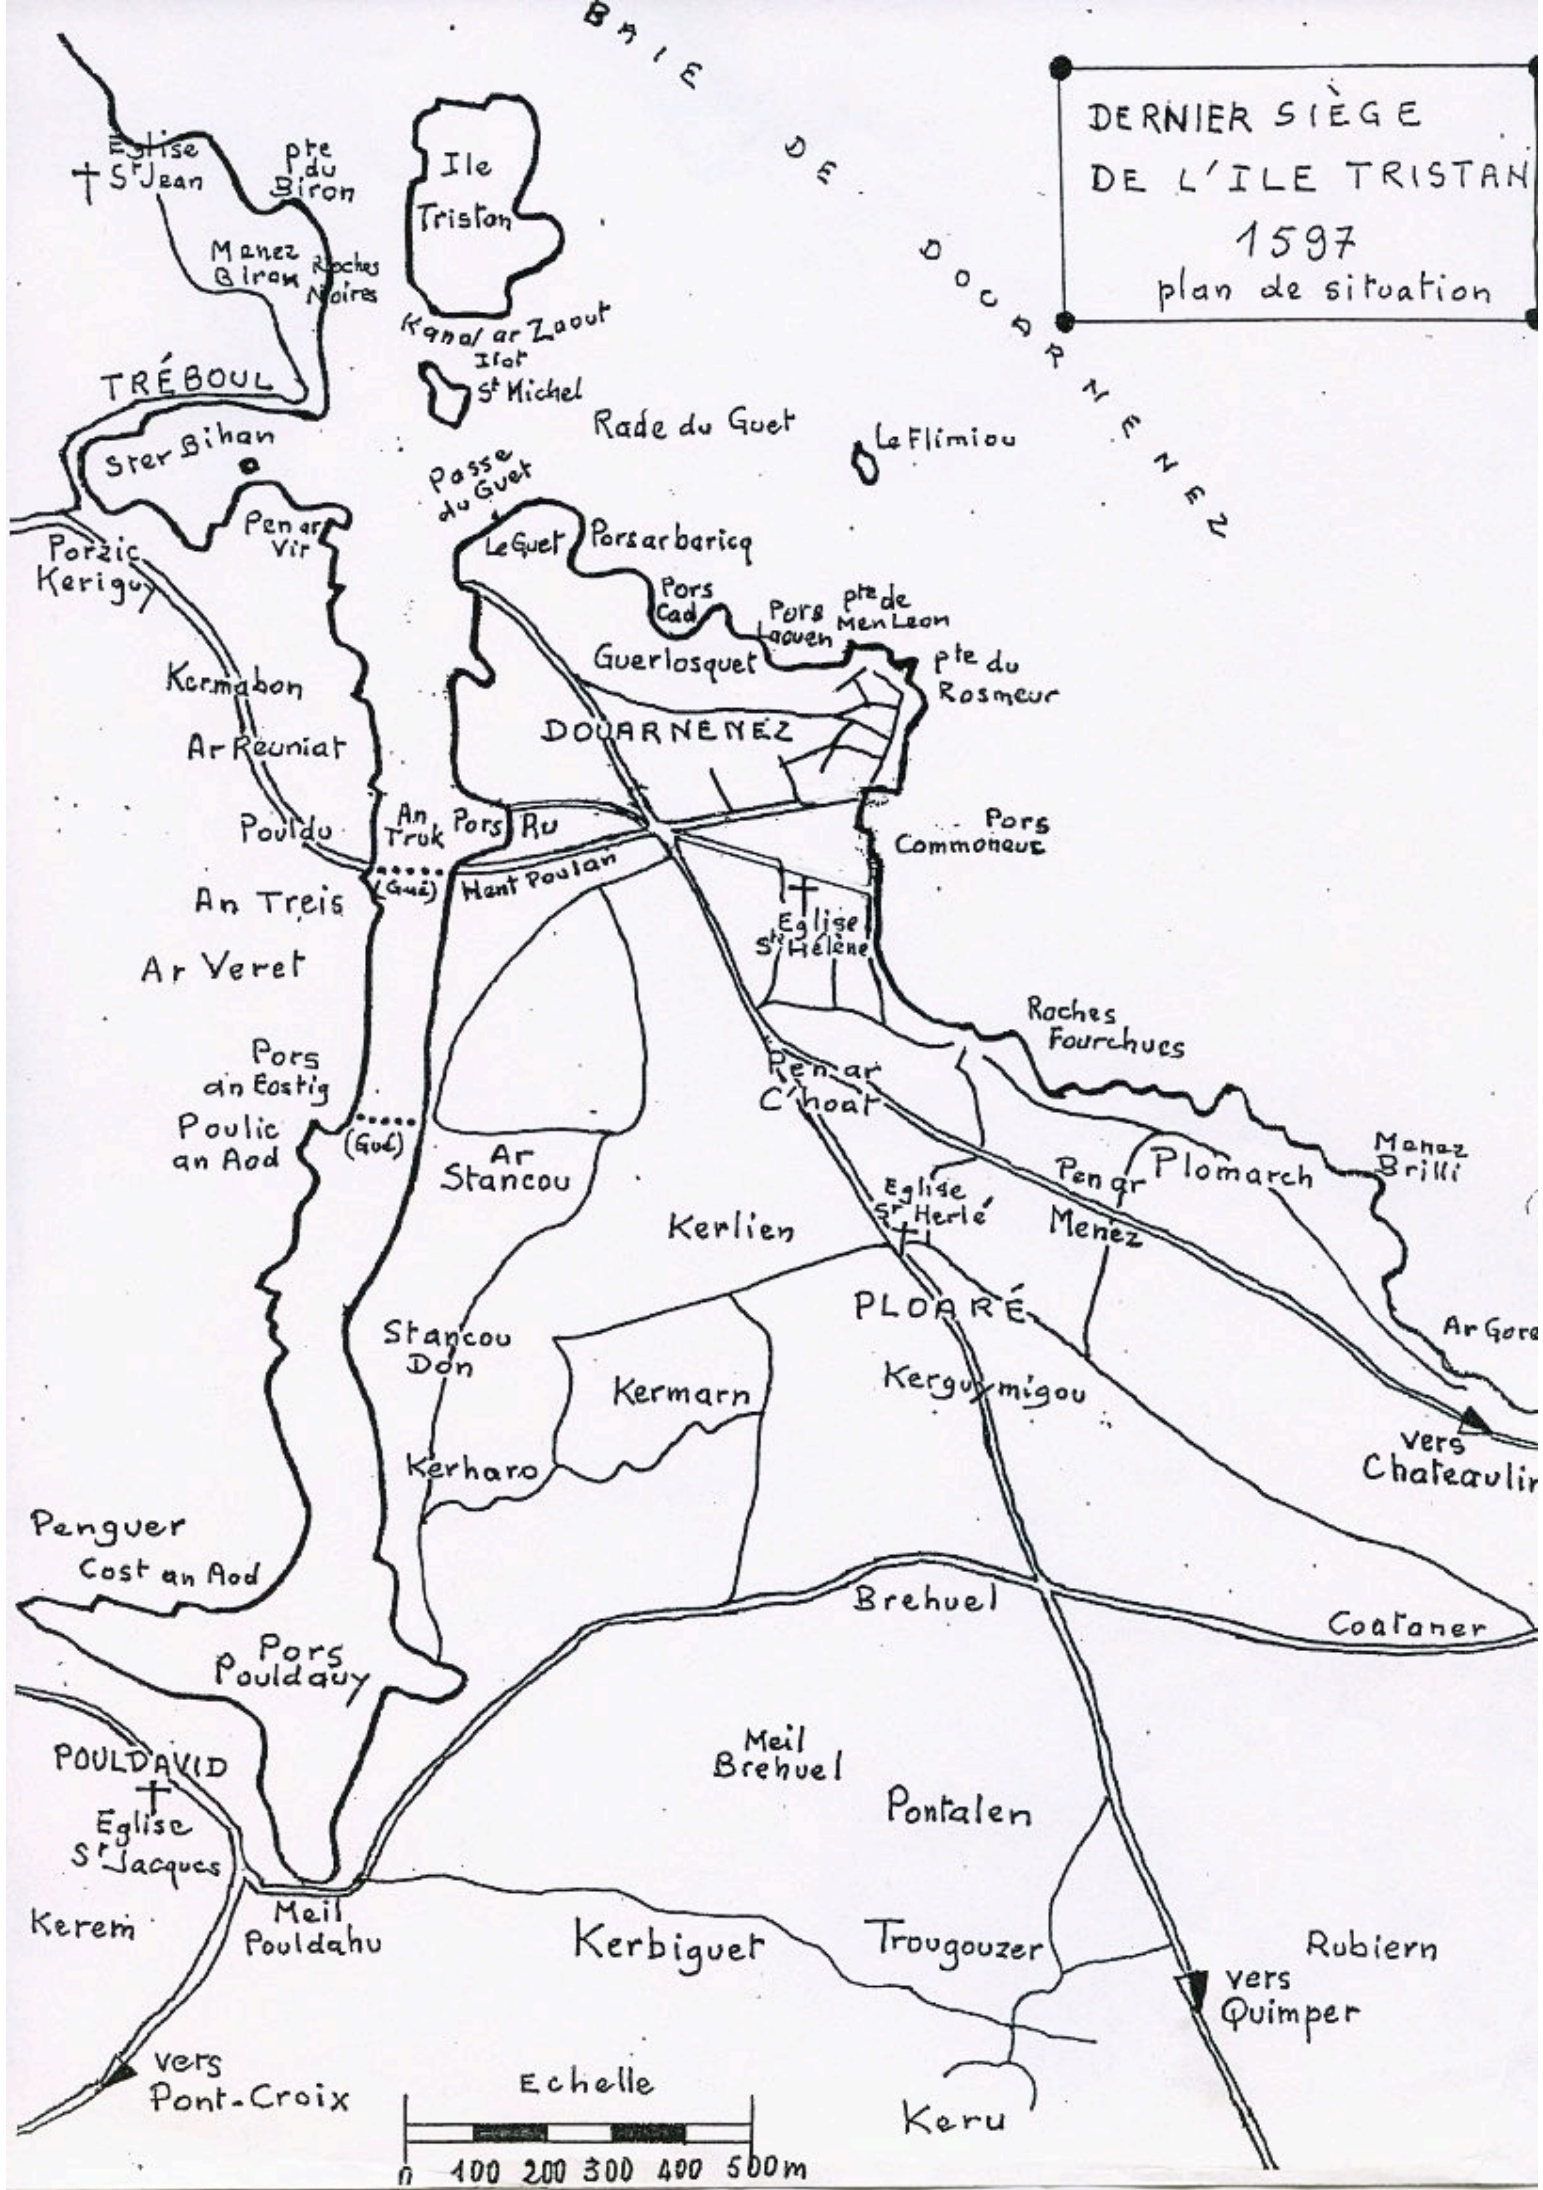 BAIE DE DOUARNENEZ
DERNIER SIÈGE
DE L'ILE TRISTAN
1597
plan de situation
Eglise
St Jean
pte
du
Biron
Ile
Tristan
Menez
Biron
Roches
Noires
Kanal ar Zaout
Ilot
St Michel
TRÉBOUL
Rade du Guet
Le Flimiou
Ster Bihan
Passe
du Guet
Pen ar
Vir
Le Guet
Porsarbaricq
Porzic
Keriguy
Pors
Cad
Pors
Laouen
pte de
Men Leon
Guerlosquet
pte du
Rosmeur
Kermabon
DOUARNENEZ
Ar Reuniat
Pouldu
An
Truk
Pors Ru
Pors
Commoneuc
(Gué)
Hent Poulan
An Treis
Eglise
Ste Hélène
Ar Veret
Roches
Fourchues
Pors
an Eostig
Pen ar
C'hoat
Poulic
an Aod
(Gué)
Ar
Stancou
Menez
Brilli
Pen ar
Menez
Plomarch
Eglise
St Herlé
Kerlien
PLOARÉ
Ar Gore
Stancou
Don
Kermarn
Kerguymigou
vers
Chateaulin
Kerharo
Penguer
Cost an Aod
Brehuel
Coataner
Pors
Pouldauy
POULDAVID
Meil
Brehuel
Eglise
St Jacques
Pontalen
Kerem
Meil
Pouldahu
Kerbiguet
Trougouzer
Rubiern
vers
Quimper
vers
Pont-Croix
Echelle
Keru
0 100 200 300 400 500m